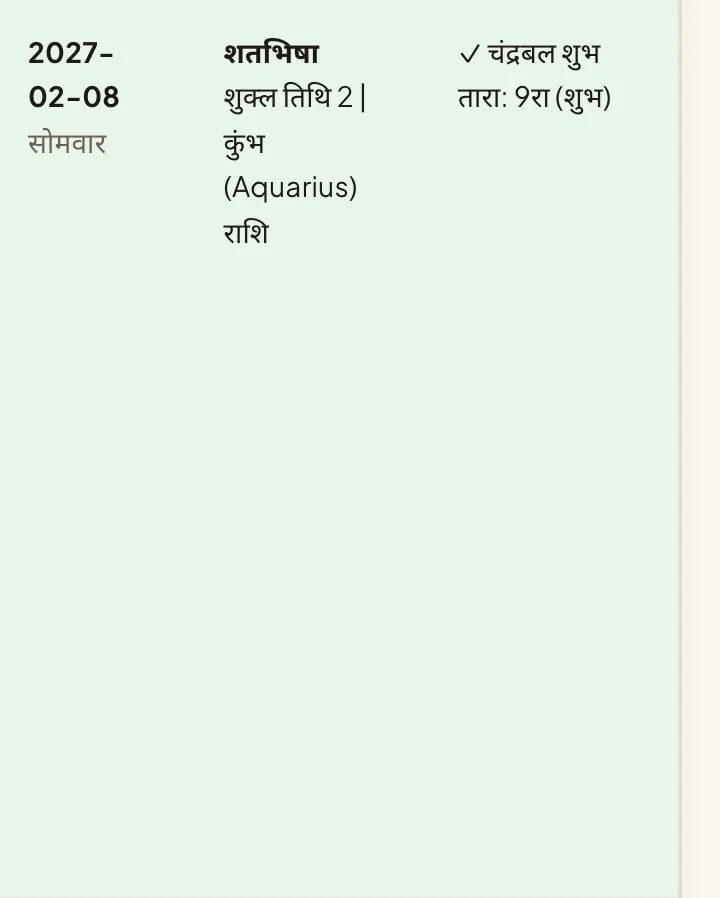 2027-
02-08
सोमवार
शतभिषा
शुक्ल तिथि 2 |
कुंभ
(Aquarius)
राशि
✓ चंद्रबल शुभ
तारा: 9रा (शुभ)